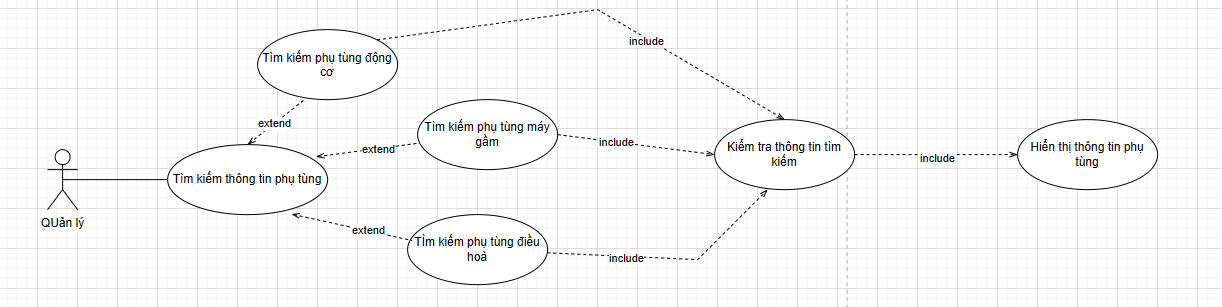 Tìm kiếm phụ tùng động
cơ
include
extend
Tìm kiếm phụ tùng máy
gầm
extend
include
Kiểm tra thông tin tìm
kiếm
include
Hiển thị thông tin phụ
tùng
Tìm kiếm thông tin phụ tùng
QUản lý
extend
Tỉm kiếm phụ tùng điều
hoà
include